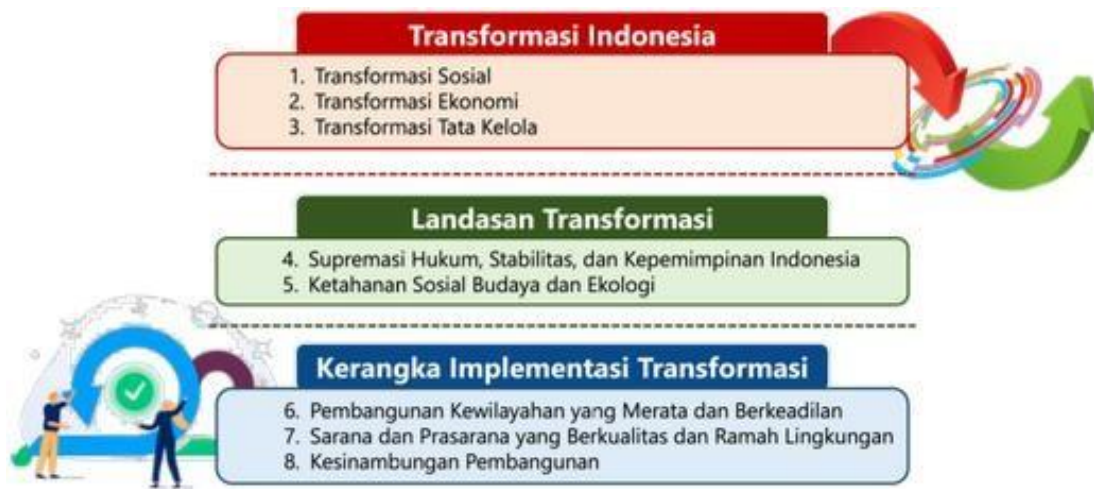 Transformasi Indonesia
1. Transformasi Sosial
2. Transformasi Ekonomi
3. Transformasi Tata Kelola
Landasan Transformasi
4. Supremasi Hukum, Stabilitas, dan Kepemimpinan Indonesia
5. Ketahanan Sosial Budaya dan Ekologi
Kerangka Implementasi Transformasi
6. Pembangunan Kewilayahan yang Merata dan Berkeadilan
7. Sarana dan Prasarana yang Berkualitas dan Ramah Lingkungan
8. Kesinambungan Pembangunan